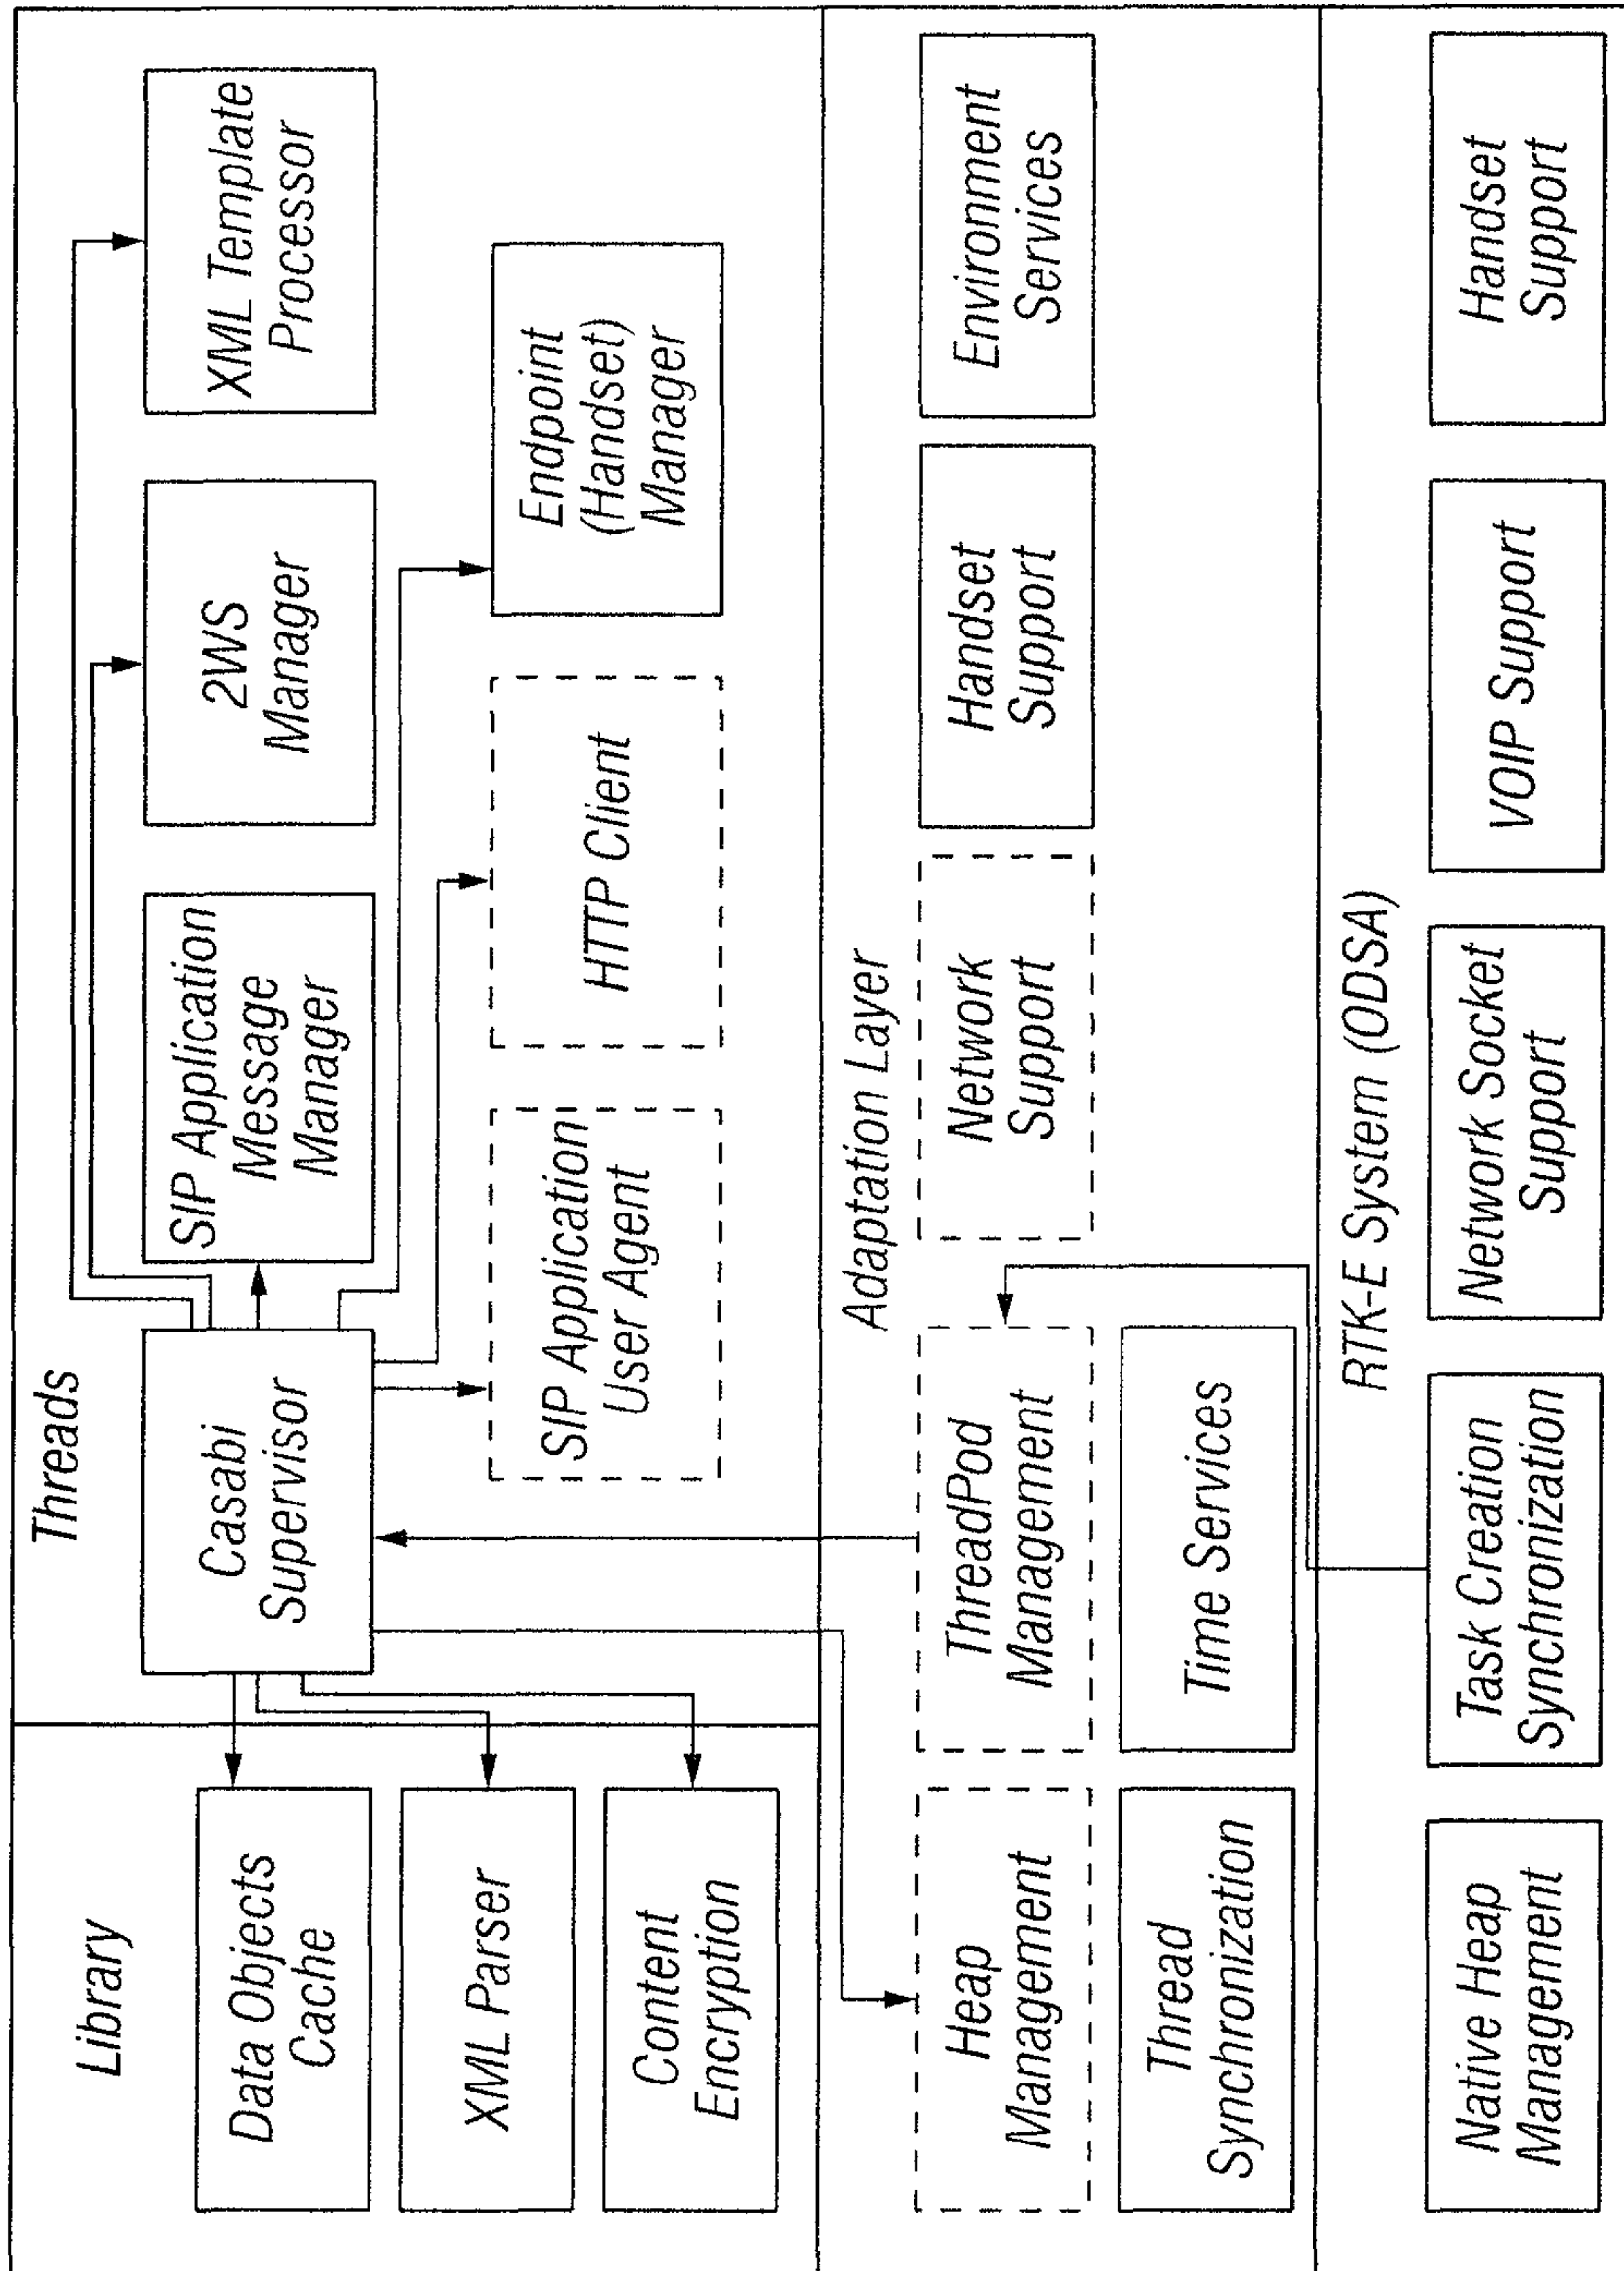 Library
Data Objects
Cache
XML Parser
Content
Encryption
Threads
Casabi
Supervisor
SIP Application
Message
Manager
2WS
Manager
XML Template
Processor
SIP Application
User Agent
HTTP Client
Endpoint
(Handset)
Manager
Adaptation Layer
Heap
Management
ThreadPod
Management
Network
Support
Handset
Support
Environment
Services
Thread
Synchronization
Time Services
RTK-E System (ODSA)
Native Heap
Management
Task Creation
Synchronization
Network Socket
Support
VOIP Support
Handset
Support